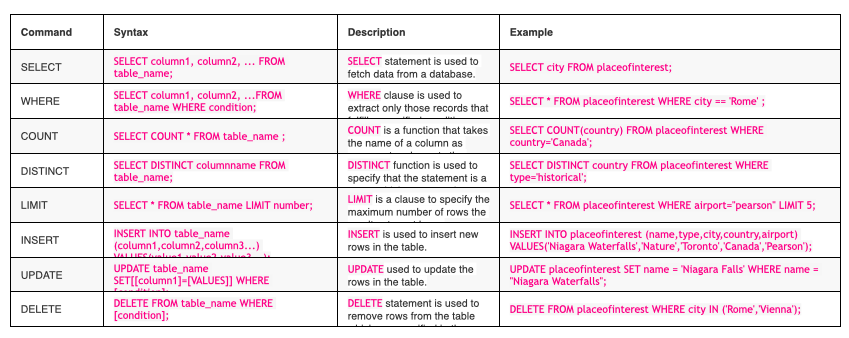 Command Syntax Description Example
SELECT
SELECT column1, column2, ... FROM
table_name;
SELECT statement is used to
fetch data from a database.
SELECT city FROM placeofinterest;
WHERE
SELECT column1, column2, ...FROM
table_name WHERE condition;
WHERE clause is used to
extract only those records that
SELECT * FROM placeofinterest WHERE city == 'Rome' ;
COUNT
SELECT COUNT * FROM table_name ;
COUNT is a function that takes
the name of a column as
SELECT COUNT(country) FROM placeofinterest WHERE
country='Canada';
DISTINCT
SELECT DISTINCT columnname FROM
table_name;
DISTINCT function is used to
specify that the statement is a
SELECT DISTINCT country FROM placeofinterest WHERE
type='historical';
LIMIT
SELECT * FROM table_name LIMIT number;
LIMIT is a clause to specify the
maximum number of rows the
SELECT * FROM placeofinterest WHERE airport="pearson" LIMIT 5;
INSERT
INSERT INTO table_name
(column1,column2,column3...)
VALUES(value1,value2,value3...);
INSERT is used to insert new
rows in the table.
INSERT INTO placeofinterest (name,type,city,country,airport)
VALUES('Niagara Waterfalls','Nature','Toronto','Canada','Pearson');
UPDATE
UPDATE table_name
SET[[column1]=[VALUES]] WHERE
[condition];
UPDATE used to update the
rows in the table.
UPDATE placeofinterest SET name = 'Niagara Falls' WHERE name =
"Niagara Waterfalls";
DELETE
DELETE FROM table_name WHERE
[condition];
DELETE statement is used to
remove rows from the table
DELETE FROM placeofinterest WHERE city IN ('Rome','Vienna');